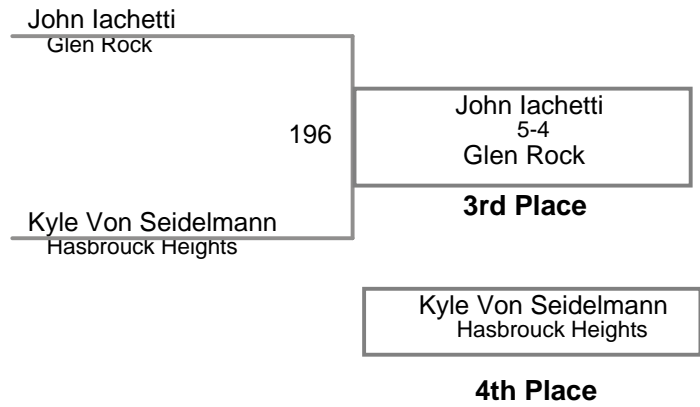 John Iachetti
Glen Rock
196
John Iachetti
5-4
Glen Rock
3rd Place
Kyle Von Seidelmann
Hasbrouck Heights
Kyle Von Seidelmann
Hasbrouck Heights
4th Place